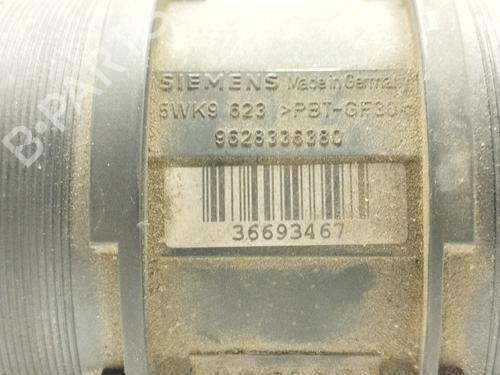 SIEMENS Made in Germany
5WK9 623 >PBT-GF30<
9628336380
36693467
B-PARTS